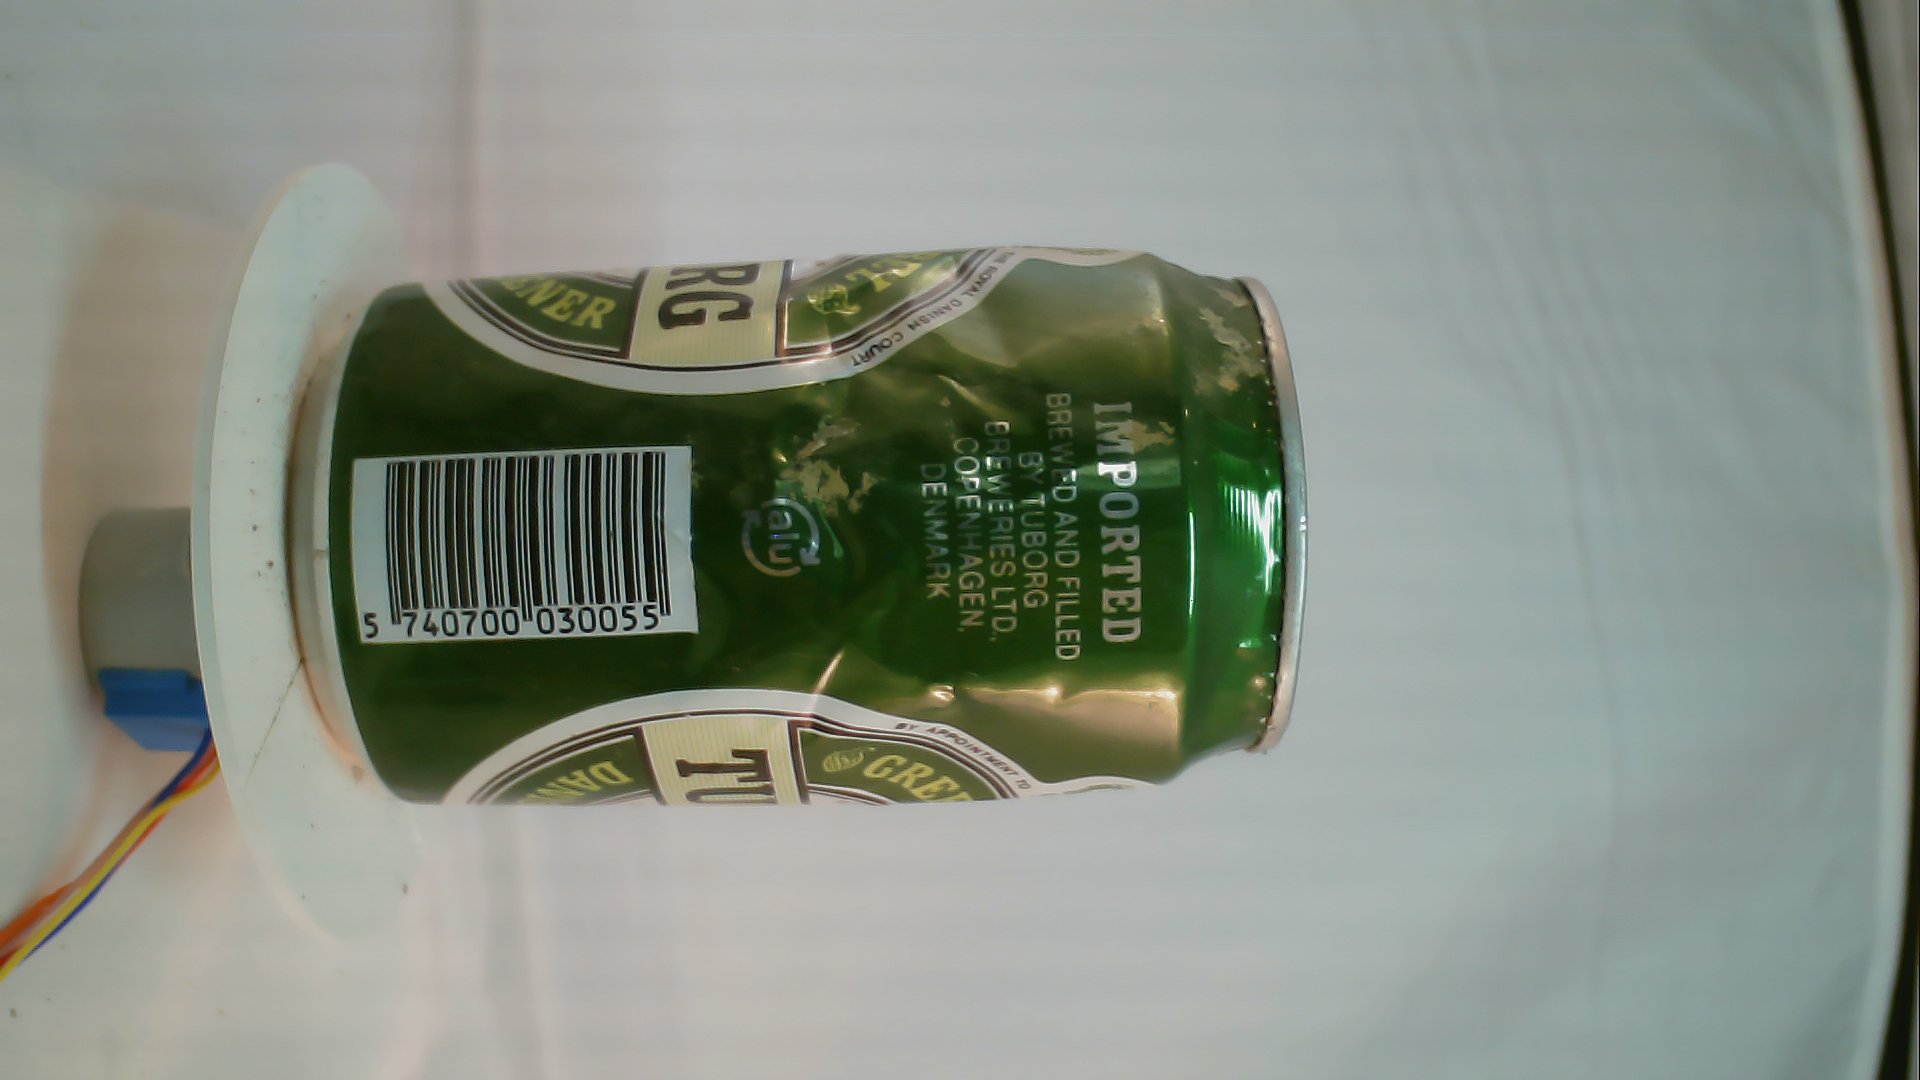 IMPORTED
BREWED AND FILLED
BY TUBORG
BREWERIES LTD.,
COPENHAGEN,
DENMARK
alu
5 740700 030055
THE ROYAL DANISH COURT
RG
BY APPOINTMENT TO
GREE
TU
DAN